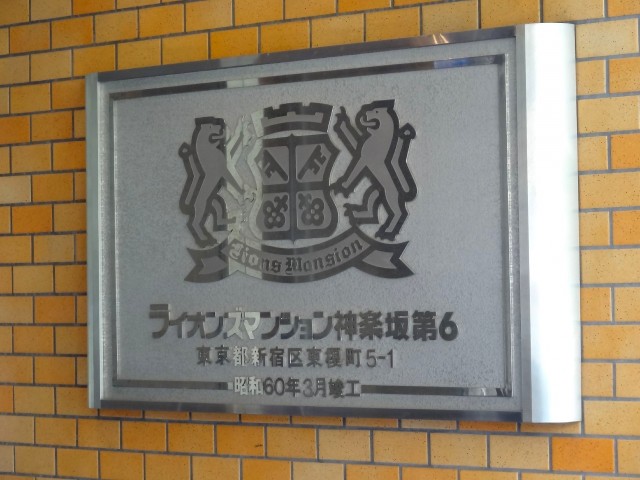 Lions Mansion
ライオンズマンション神楽坂第6
東京都新宿区東榎町5-1
昭和60年3月竣工